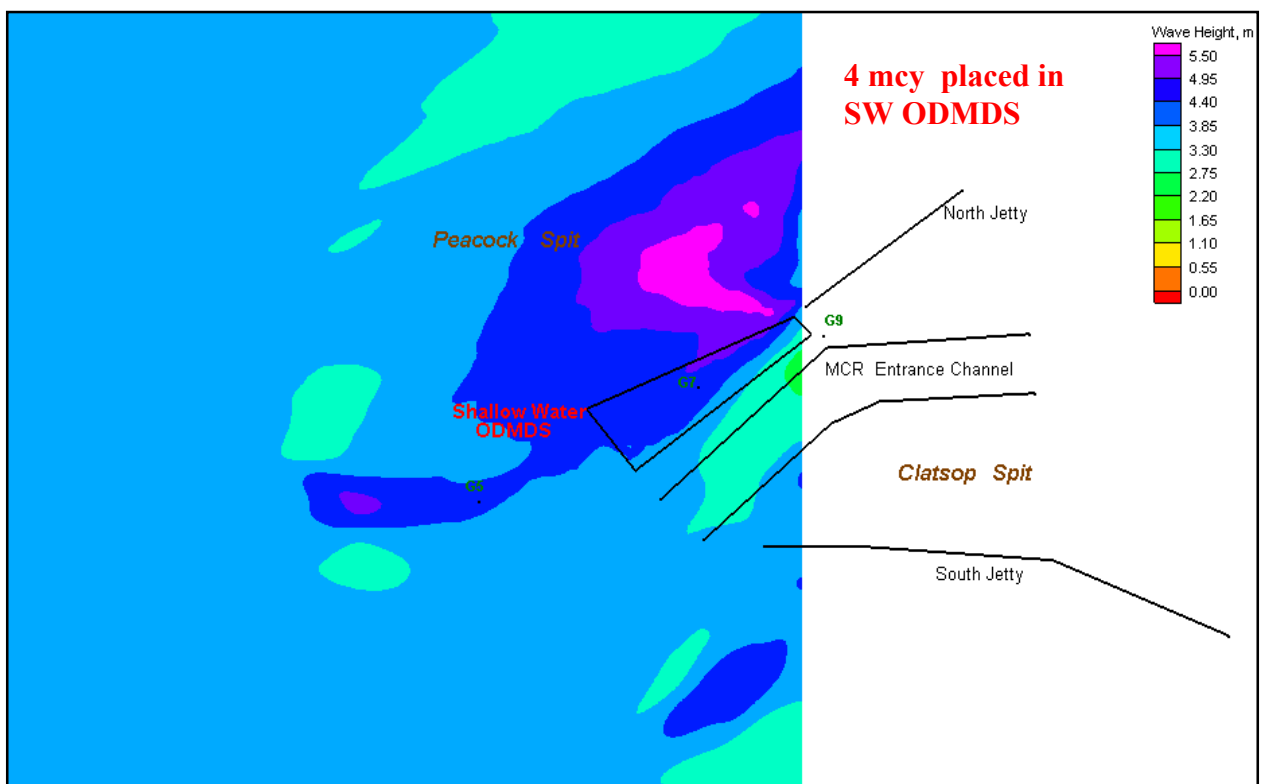 Wave Height, m
5.50
4.95
4.40
3.85
3.30
2.75
2.20
1.65
1.10
0.55
0.00
4 mcy placed in
SW ODMDS
North Jetty
Peacock Spit
G9
MCR Entrance Channel
G7
Shallow Water
ODMDS
Clatsop Spit
G5
South Jetty